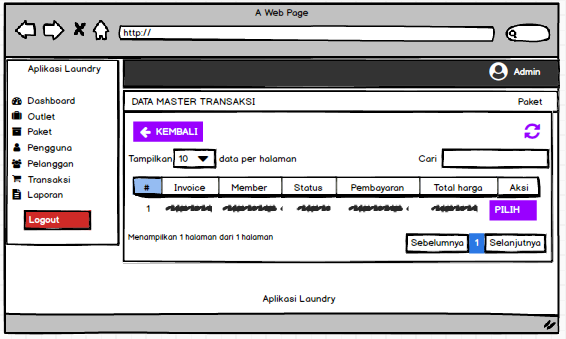 A Web Page
http://
Aplikasi Laundry
Admin
Dashboard
Outlet
Paket
Pengguna
Pelanggan
Transaksi
Laporan
Logout
DATA MASTER TRANSAKSI Paket
KEMBALI
Tampilkan 10 data per halaman Cari
# Invoice Member Status Pembayaran Total harga Aksi
1 PILIH
Menampilkan 1 halaman dari 1 halaman
Sebelumnya 1 Selanjutnya
Aplikasi Laundry